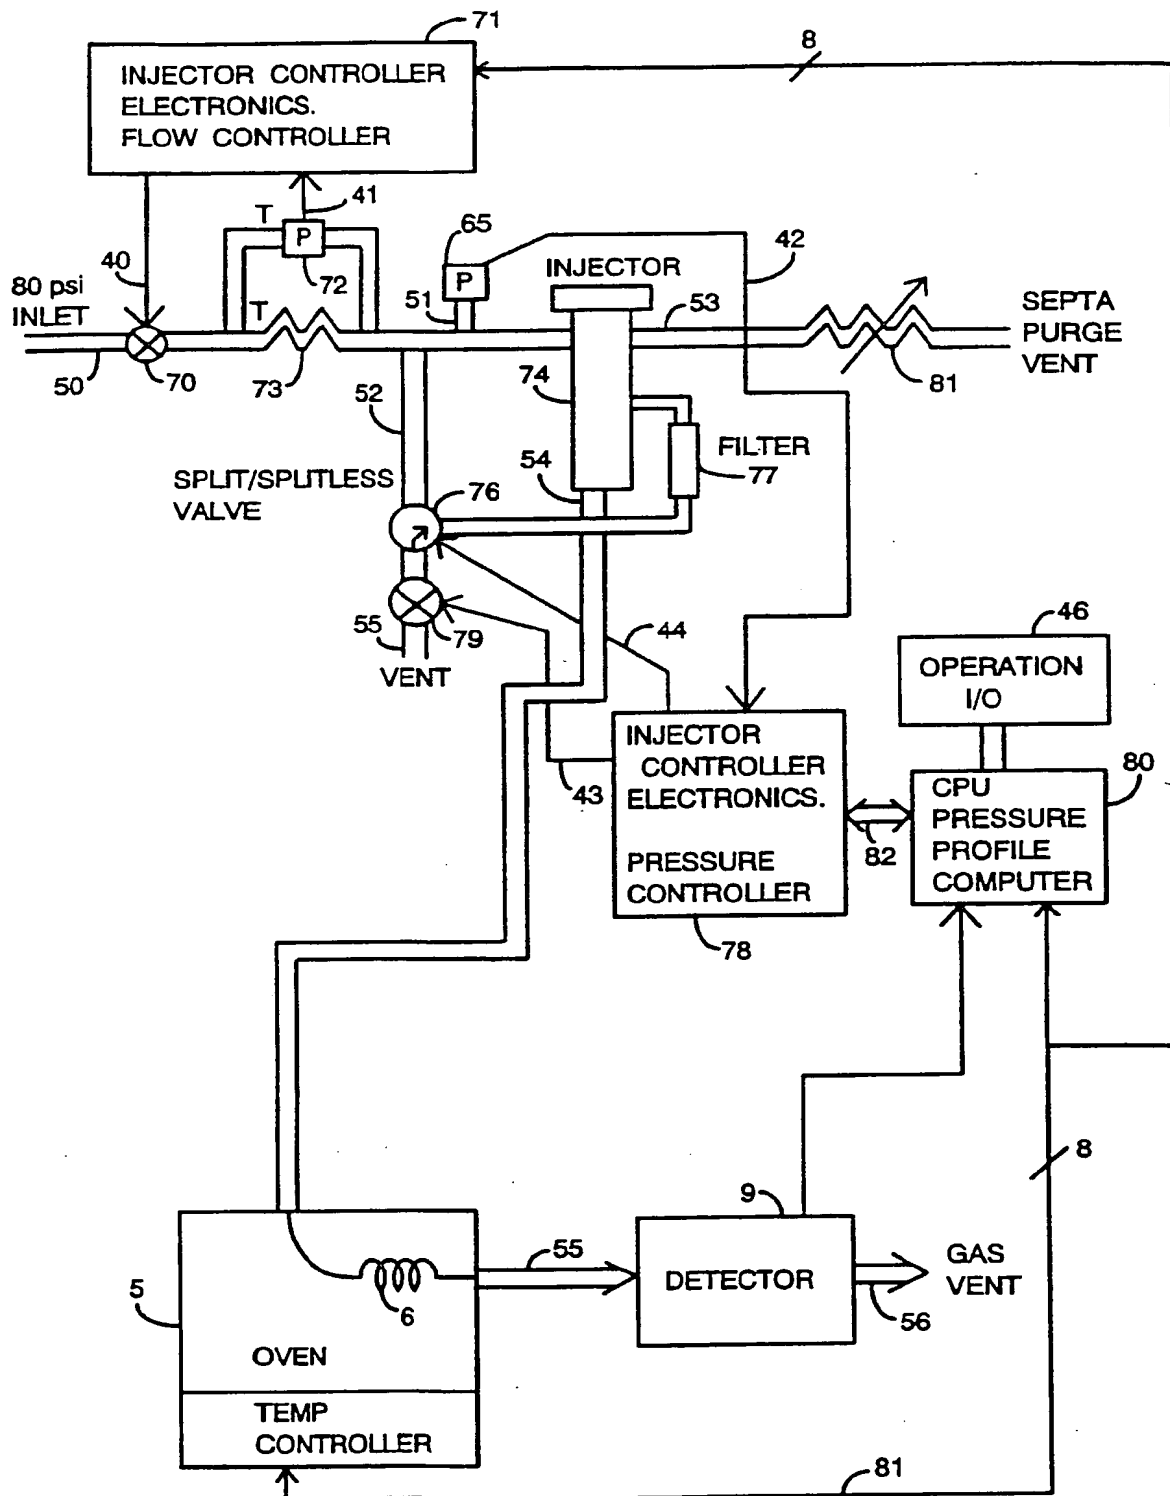 71
8
INJECTOR CONTROLLER
ELECTRONICS.
FLOW CONTROLLER
41
T
P
65
P
42
40
72
INJECTOR
80 psi
INLET
T
51
53
SEPTA
PURGE
VENT
50
70
73
52
74
81
54
FILTER
77
SPLIT/SPLITLESS
VALVE
76
55
79
44
46
VENT
OPERATION
I/O
INJECTOR
CONTROLLER
ELECTRONICS.
PRESSURE
CONTROLLER
43
82
80
CPU
PRESSURE
PROFILE
COMPUTER
78
8
9
5
6
55
DETECTOR
GAS
VENT
56
OVEN
TEMP
CONTROLLER
81